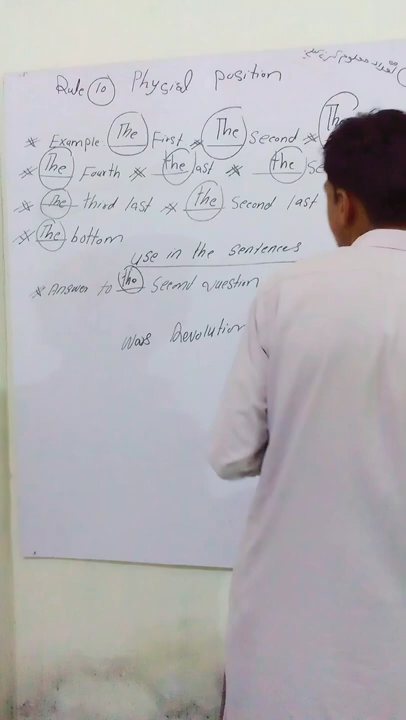 Rule 10 Physial position
* Example: The First * The Second * The
* The Fourth * the last * the Se
* The third last * the Second last
* The bottom
use in the sentences
* Answer to The Second question
wars Revolution